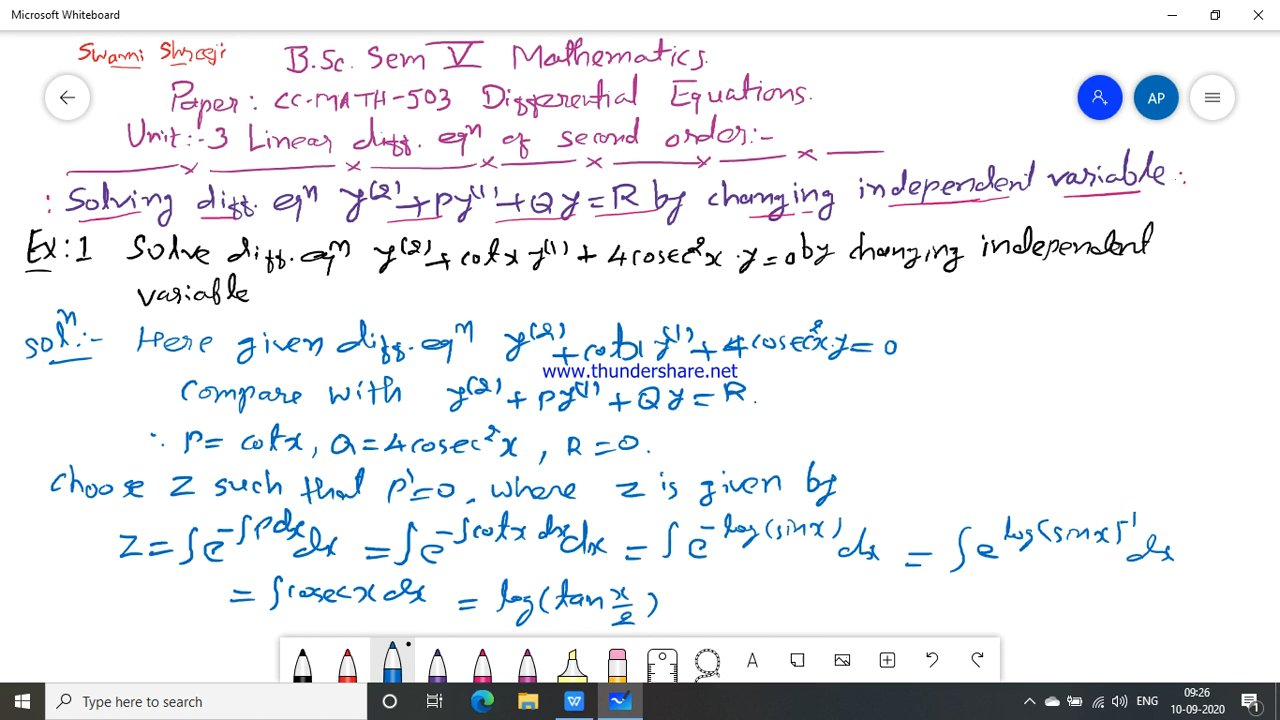 Microsoft Whiteboard
Swami Shreeji
B.Sc. Sem V Mathematics.
Paper: CC-MATH-503 Differential Equations.
AP
Unit:-3 Linear diff. eqⁿ of second order:-
: Solving diff. eqⁿ y⁽²⁾+py⁽¹⁾+Qy=R by changing independent variable :
Ex:1 Solve diff. eqⁿ y⁽²⁾+cotx y⁽¹⁾+4cosec²x·y=0 by changing independent
variable
solⁿ:- Here given diff. eqⁿ y⁽²⁾+cotx y⁽¹⁾+4cosec²x·y=0
www.thundershare.net
Compare with y⁽²⁾+py⁽¹⁾+Qy=R.
∴ P=cotx, Q=4cosec²x, R=0.
choose Z such that p'=0, where Z is given by
Z=∫e^(-∫pdx)dx = ∫e^(-∫cotx dx)dx = ∫e^(-log(sinx))dx = ∫e^(log(sinx)⁻¹)dx
= ∫cosecx dx = log(tan x/2)
Type here to search
ENG
09:26
10-09-2020
1